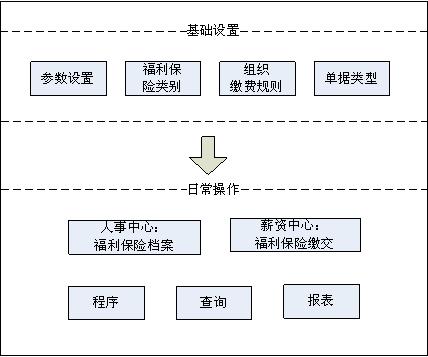 基础设置
参数设置
福利保
险类别
组织
缴费规则
单据类型
日常操作
人事中心：
福利保险档案
薪资中心：
福利保险缴交
程序
查询
报表